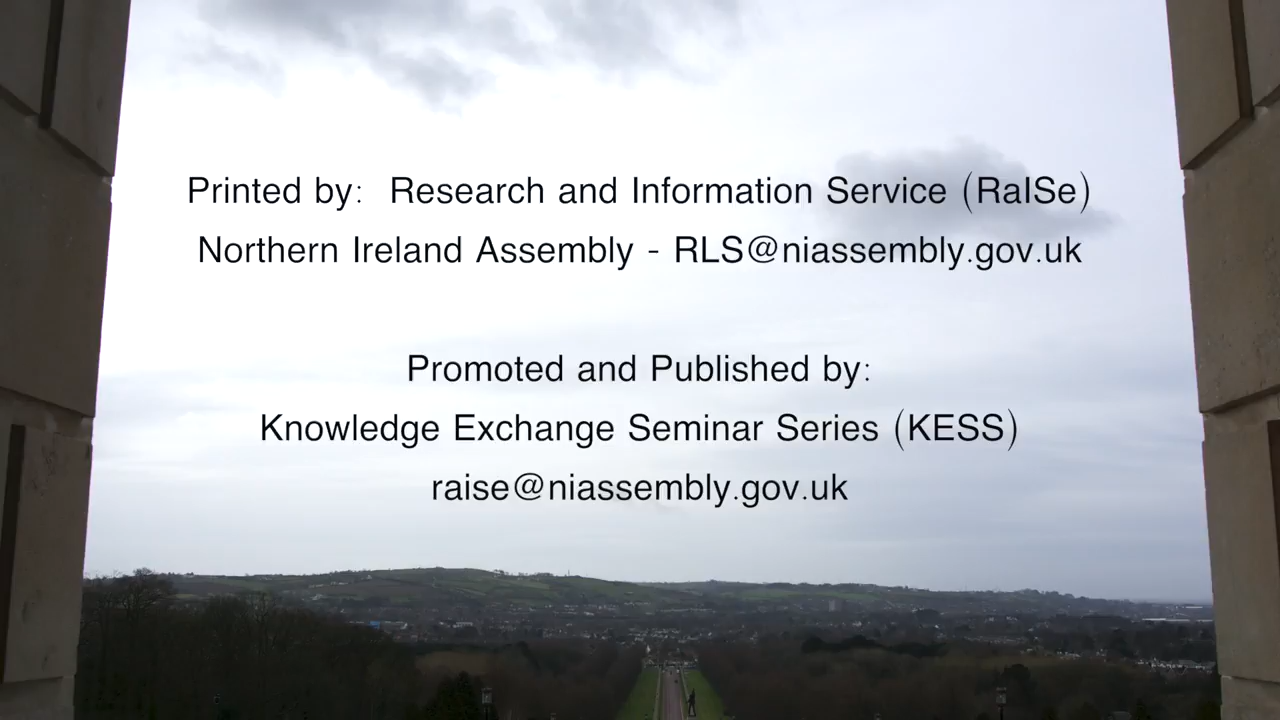 Printed by:  Research and Information Service (RaISe)
Northern Ireland Assembly - RLS@niassembly.gov.uk
Promoted and Published by:
Knowledge Exchange Seminar Series (KESS)
raise@niassembly.gov.uk